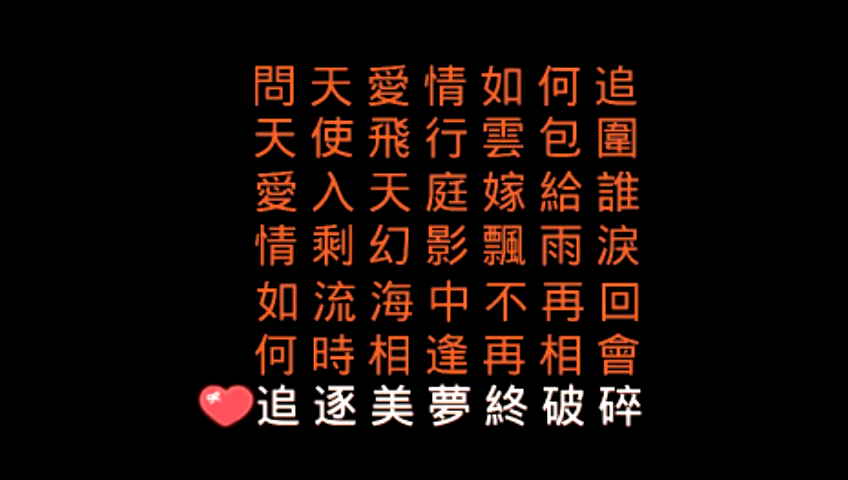 問天愛情如何追
天使飛行雲包圍
愛入天庭嫁給誰
情剩幻影飄雨淚
如流海中不再回
何時相逢再相會
追逐美夢終破碎